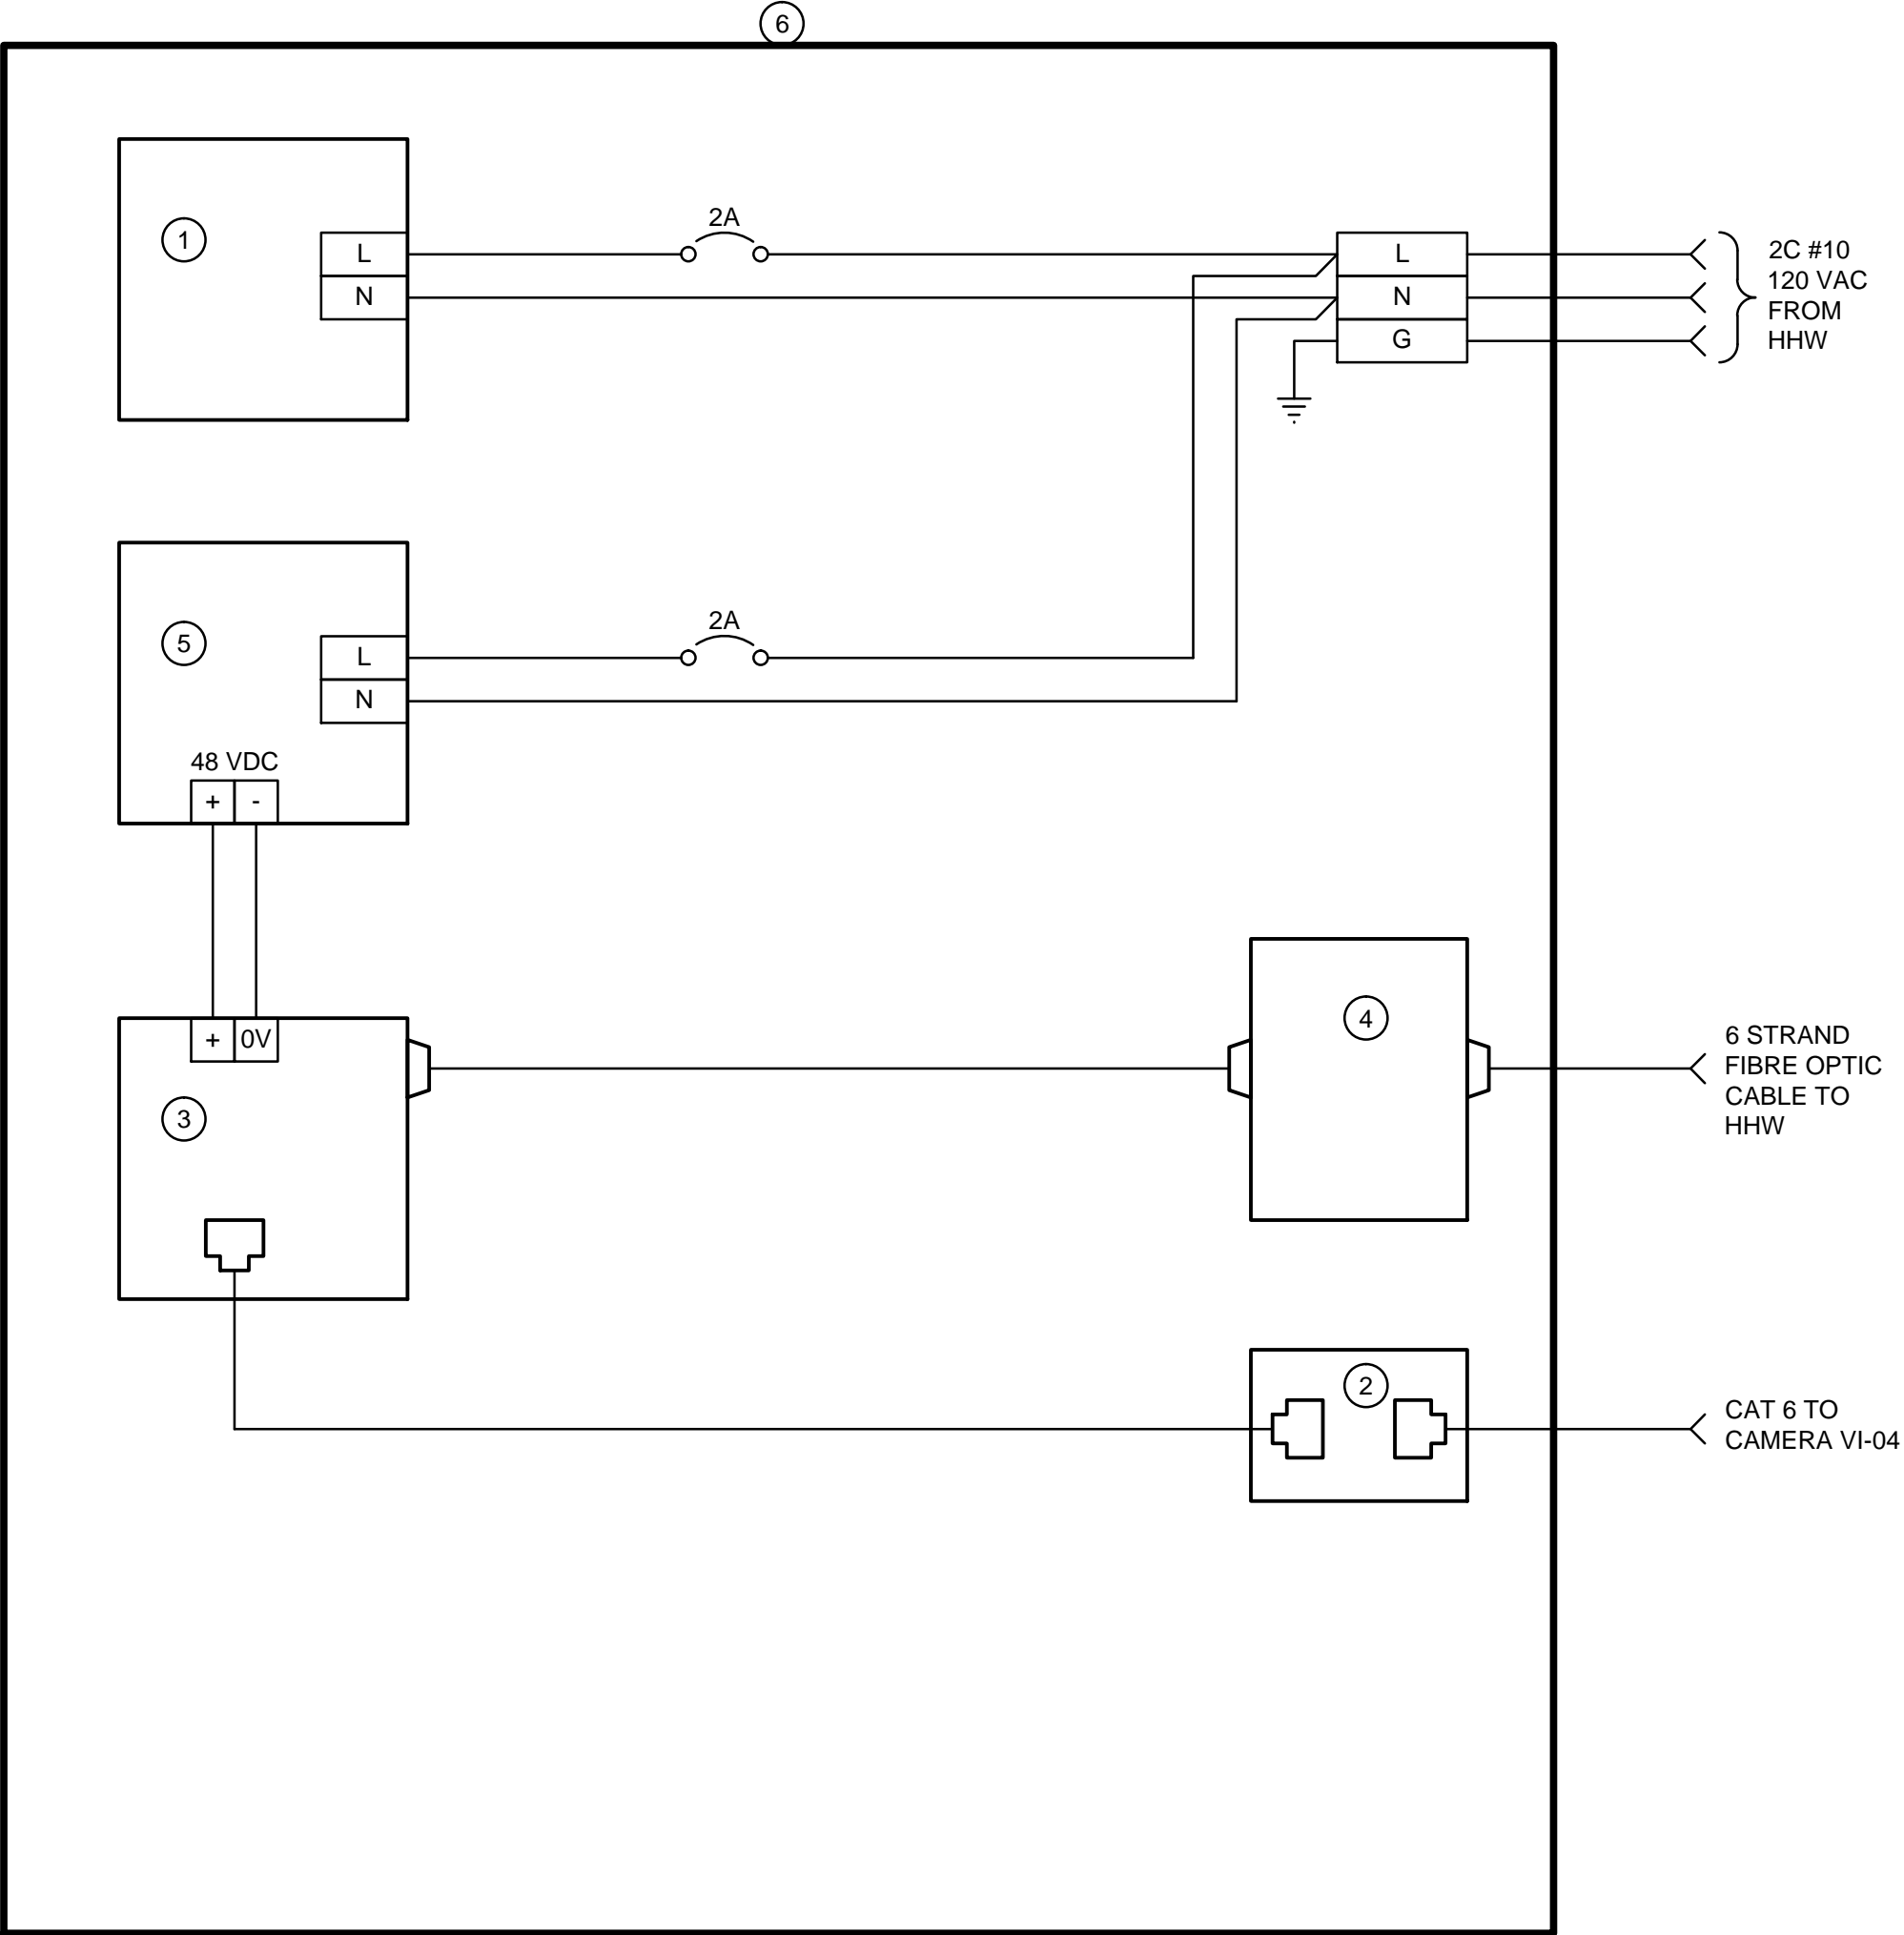 6
1
L
N
2A
L
N
G
2C #10
120 VAC
FROM
HHW
5
L
N
2A
48 VDC
+ -
+ 0V
3
4
6 STRAND
FIBRE OPTIC
CABLE TO
HHW
2
CAT 6 TO
CAMERA VI-04